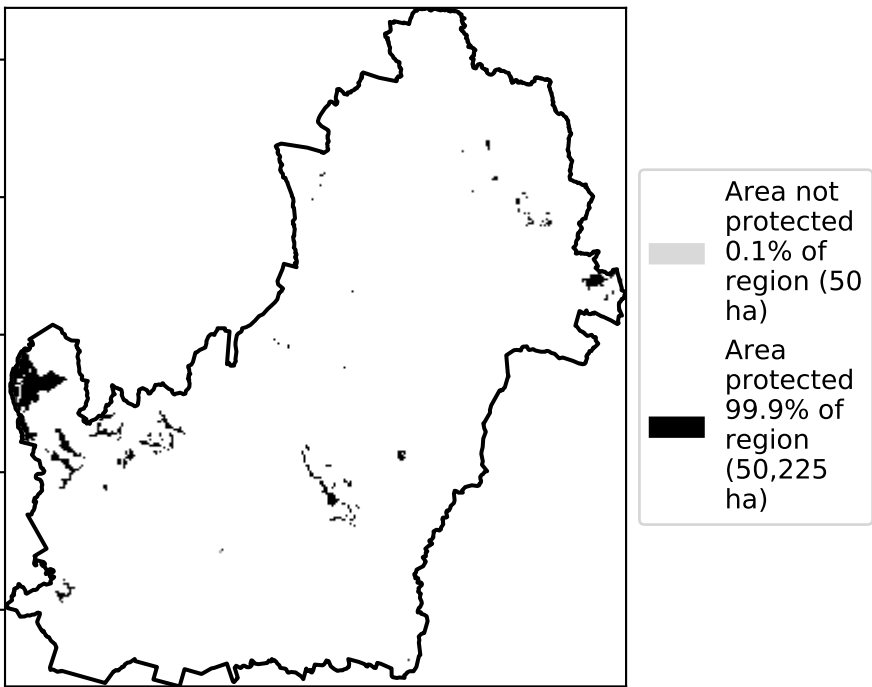 Area not
protected
0.1% of
region (50
ha)
Area
protected
99.9% of
region
(50,225
ha)